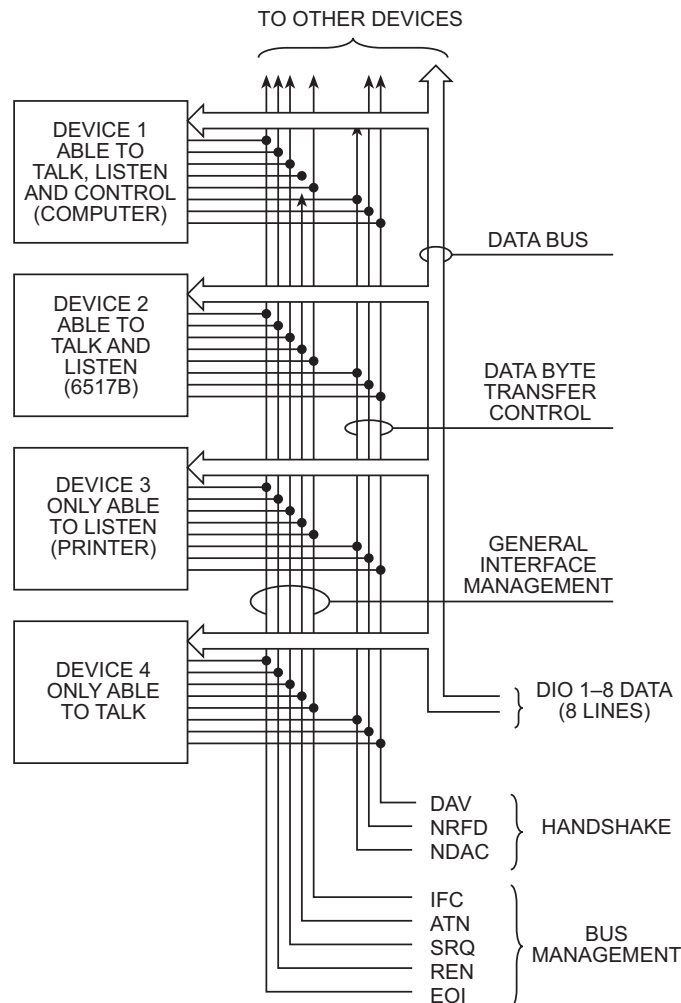 TO OTHER DEVICES
DEVICE 1
ABLE TO
TALK, LISTEN
AND CONTROL
(COMPUTER)
DATA BUS
DEVICE 2
ABLE TO
TALK AND
LISTEN
(6517B)
DATA BYTE
TRANSFER
CONTROL
DEVICE 3
ONLY ABLE
TO LISTEN
(PRINTER)
GENERAL
INTERFACE
MANAGEMENT
DEVICE 4
ONLY ABLE
TO TALK
DIO 1–8 DATA
(8 LINES)
DAV
NRFD
NDAC
HANDSHAKE
IFC
ATN
SRQ
REN
EOI
BUS
MANAGEMENT